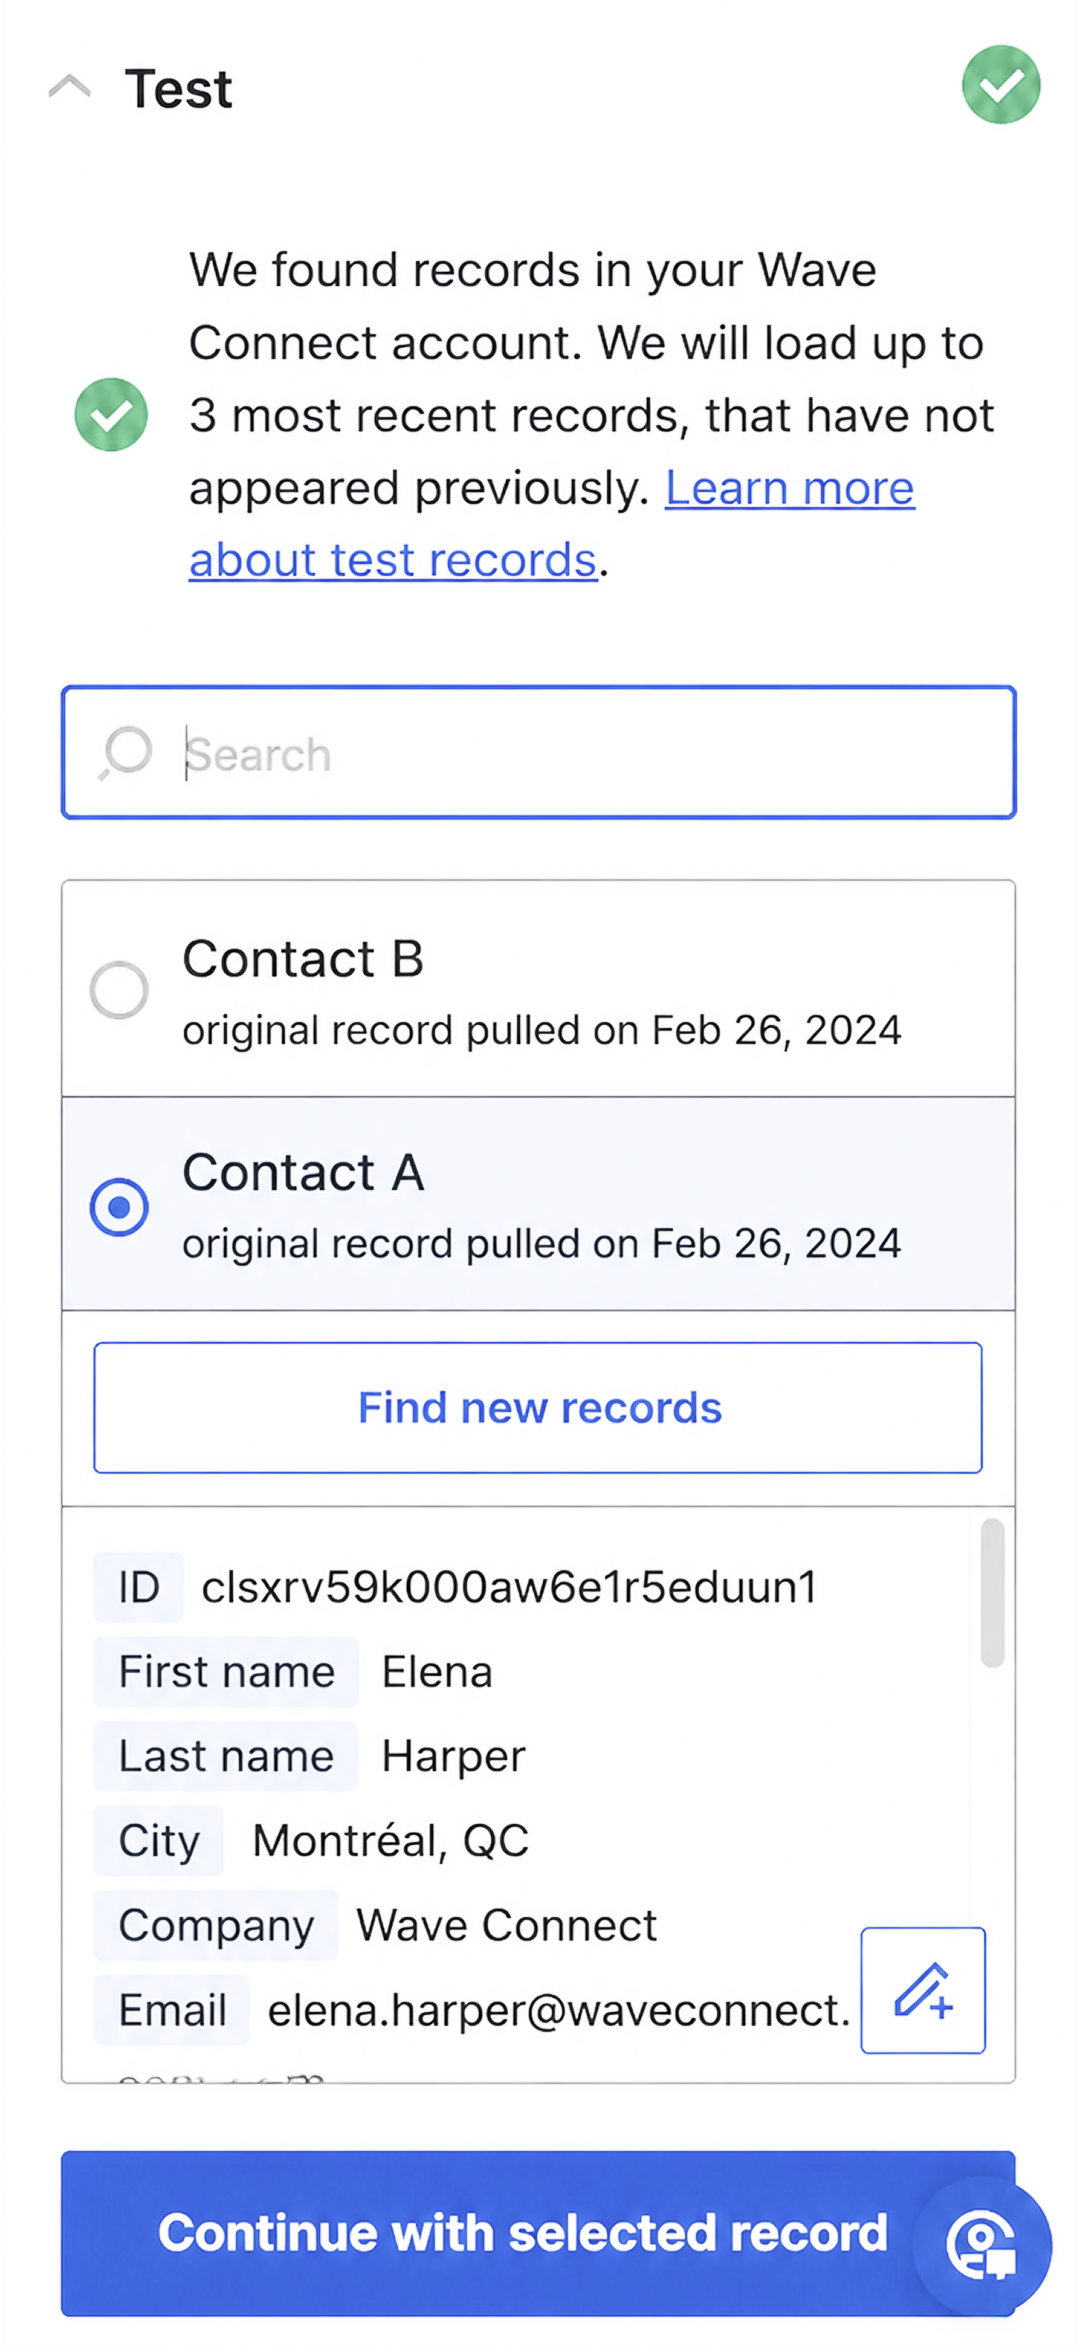 Test
We found records in your Wave
Connect account. We will load up to
3 most recent records, that have not
appeared previously. Learn more
about test records.
Search
Contact B
original record pulled on Feb 26, 2024
Contact A
original record pulled on Feb 26, 2024
Find new records
ID clsxrv59k000aw6e1r5eduun1
First name Elena
Last name Harper
City Montréal, QC
Company Wave Connect
Email elena.harper@waveconnect.
Continue with selected record